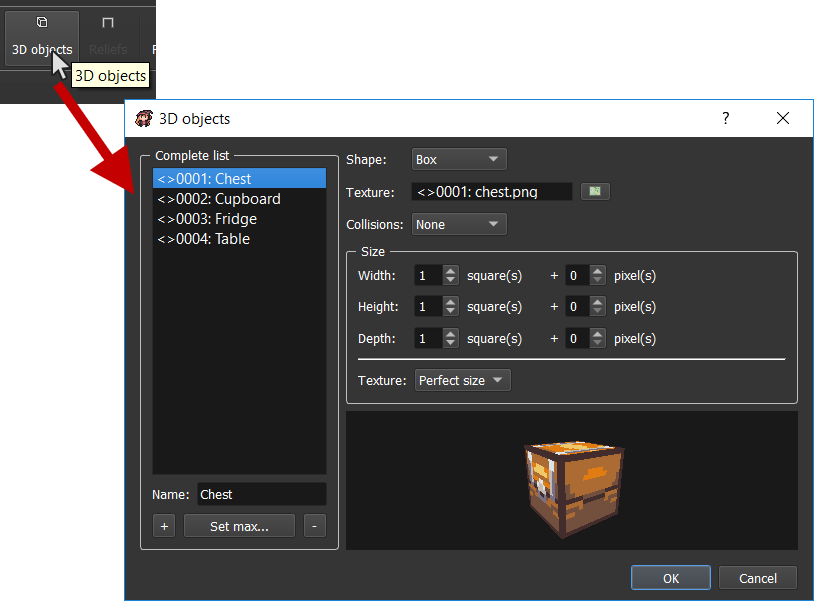 3D objects
Reliefs
3D objects
3D objects
?
Complete list
<>0001: Chest
<>0002: Cupboard
<>0003: Fridge
<>0004: Table
Name: Chest
+ Set max... -
Shape: Box
Texture: <>0001: chest.png
Collisions: None
Size
Width: 1 square(s) + 0 pixel(s)
Height: 1 square(s) + 0 pixel(s)
Depth: 1 square(s) + 0 pixel(s)
Texture: Perfect size
OK Cancel